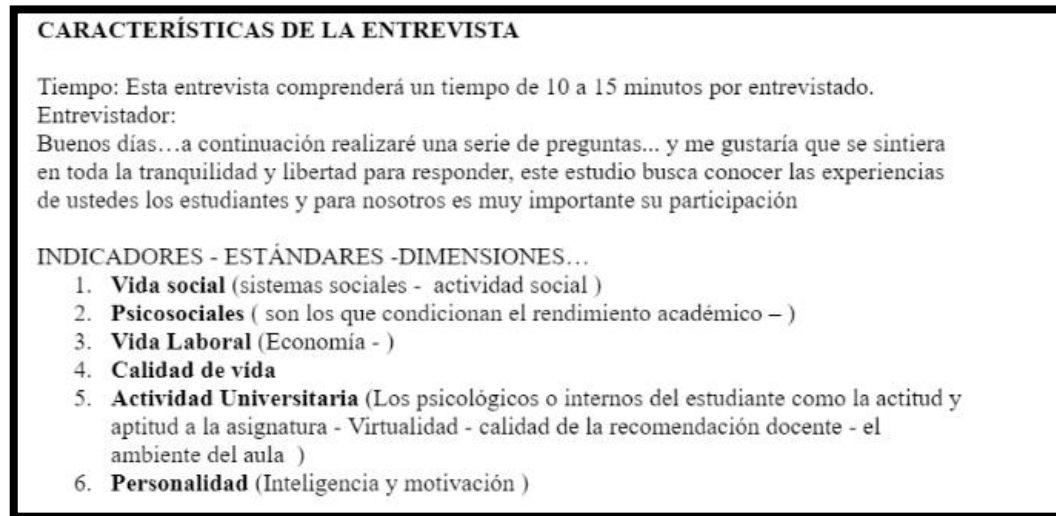 CARACTERÍSTICAS DE LA ENTREVISTA
Tiempo: Esta entrevista comprenderá un tiempo de 10 a 15 minutos por entrevistado.
Entrevistador:
Buenos días…a continuación realizaré una serie de preguntas... y me gustaría que se sintiera
en toda la tranquilidad y libertad para responder, este estudio busca conocer las experiencias
de ustedes los estudiantes y para nosotros es muy importante su participación
INDICADORES - ESTÁNDARES -DIMENSIONES…
1. Vida social (sistemas sociales - actividad social )
2. Psicosociales ( son los que condicionan el rendimiento académico – )
3. Vida Laboral (Economía - )
4. Calidad de vida
5. Actividad Universitaria (Los psicológicos o internos del estudiante como la actitud y
aptitud a la asignatura - Virtualidad - calidad de la recomendación docente - el
ambiente del aula )
6. Personalidad (Inteligencia y motivación )